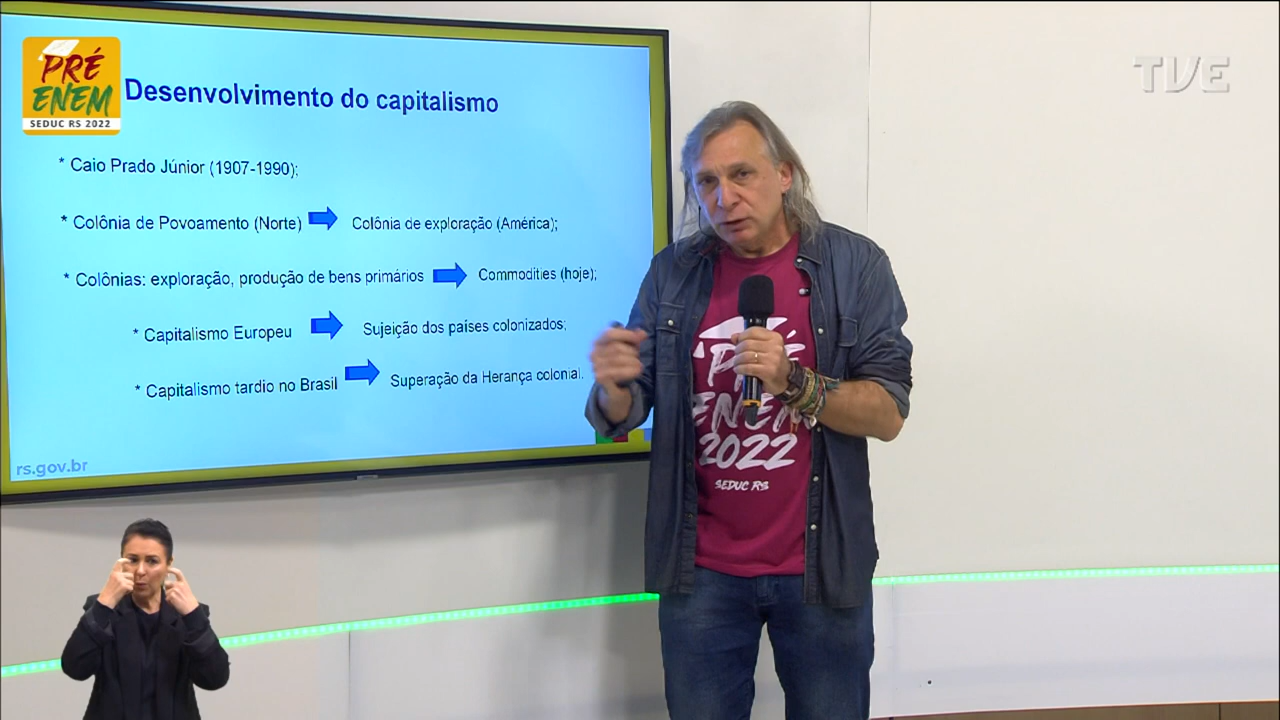 PRÉ
ENEM
SEDUC RS 2022
TVE
Desenvolvimento do capitalismo
* Caio Prado Júnior (1907-1990);
* Colônia de Povoamento (Norte) Colônia de exploração (América);
* Colônias: exploração, produção de bens primários Commodities (hoje);
* Capitalismo Europeu Sujeição dos países colonizados;
* Capitalismo tardio no Brasil Superação da Herança colonial.
rs.gov.br
PRÉ
ENEM
2022
SEDUC RS